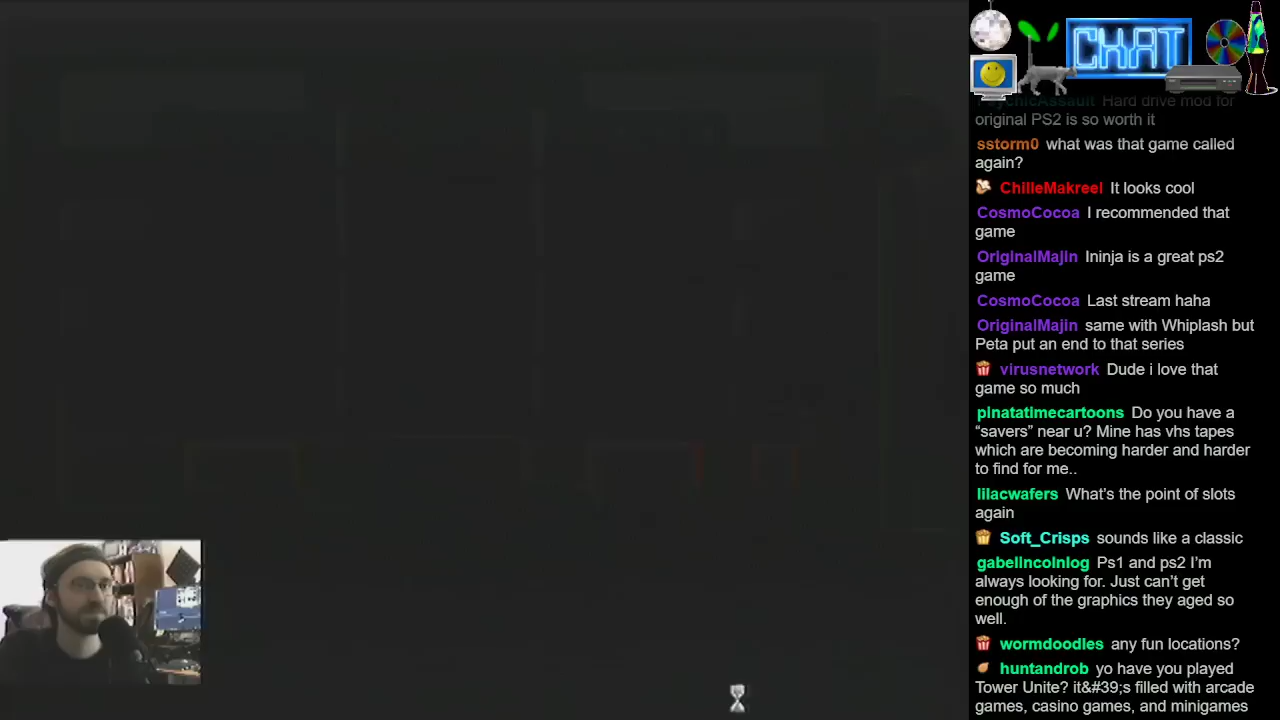 CHAT
PsychicAssault Hard drive mod for
original PS2 is so worth it
sstorm0 what was that game called
again?
ChilleMakreel It looks cool
CosmoCocoa I recommended that
game
OriginalMajin Ininja is a great ps2
game
CosmoCocoa Last stream haha
OriginalMajin same with Whiplash but
Peta put an end to that series
virusnetwork Dude i love that
game so much
pinatatimecartoons Do you have a
“savers” near u? Mine has vhs tapes
which are becoming harder and harder
to find for me..
lilacwafers What's the point of slots
again
Soft_Crisps sounds like a classic
gabelincolnlog Ps1 and ps2 I’m
always looking for. Just can’t get
enough of the graphics they aged so
well.
wormdoodles any fun locations?
huntandrob yo have you played
Tower Unite? it&#39;s filled with arcade
games, casino games, and minigames